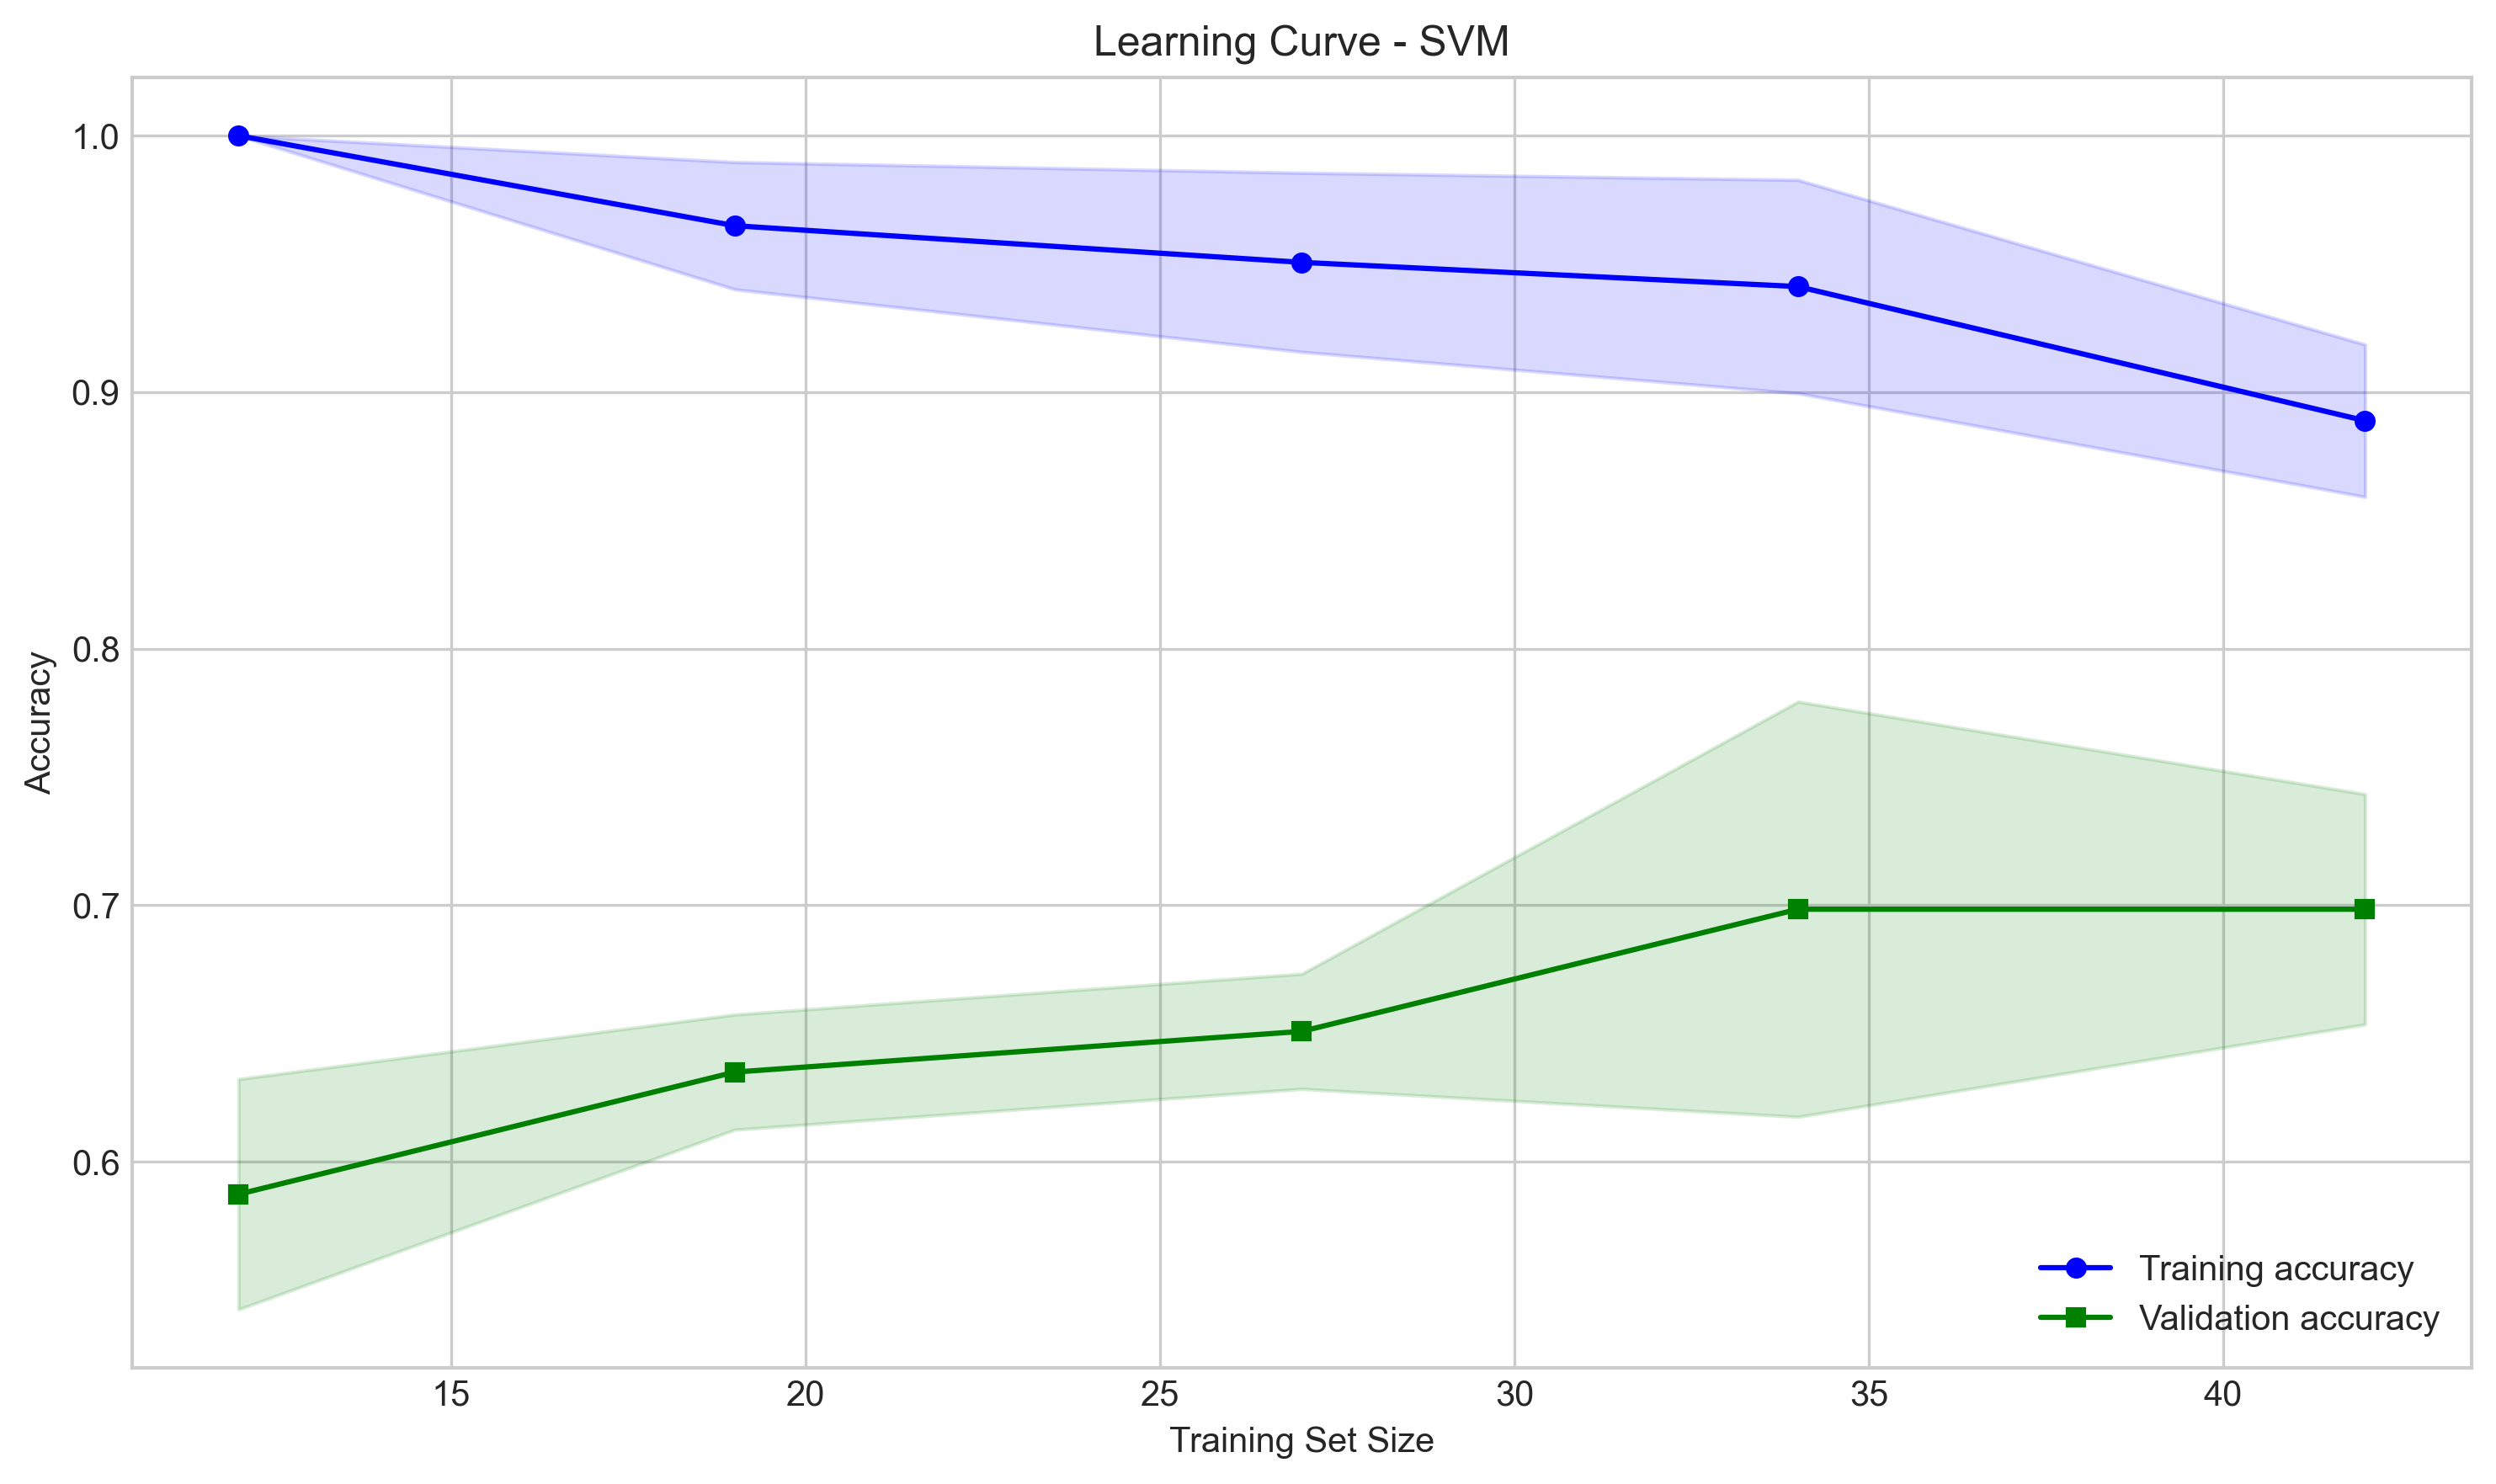 Learning Curve - SVM
1.0
0.9
0.8
0.7
0.6
Accuracy
15 20 25 30 35 40
Training Set Size
Training accuracy
Validation accuracy